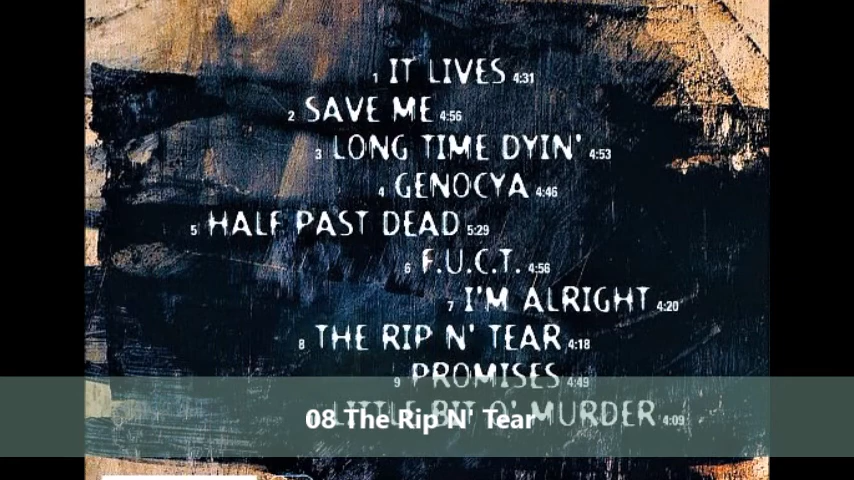 1 IT LIVES 4:31
2 SAVE ME 4:56
3 LONG TIME DYIN' 4:53
4 GENOCYA 4:46
5 HALF PAST DEAD 5:29
6 F.U.C.T. 4:56
7 I'M ALRIGHT 4:20
8 THE RIP N' TEAR 4:18
9 PROMISES 4:49
LITTLE BIT O' MURDER 4:09
08 The Rip N' Tear